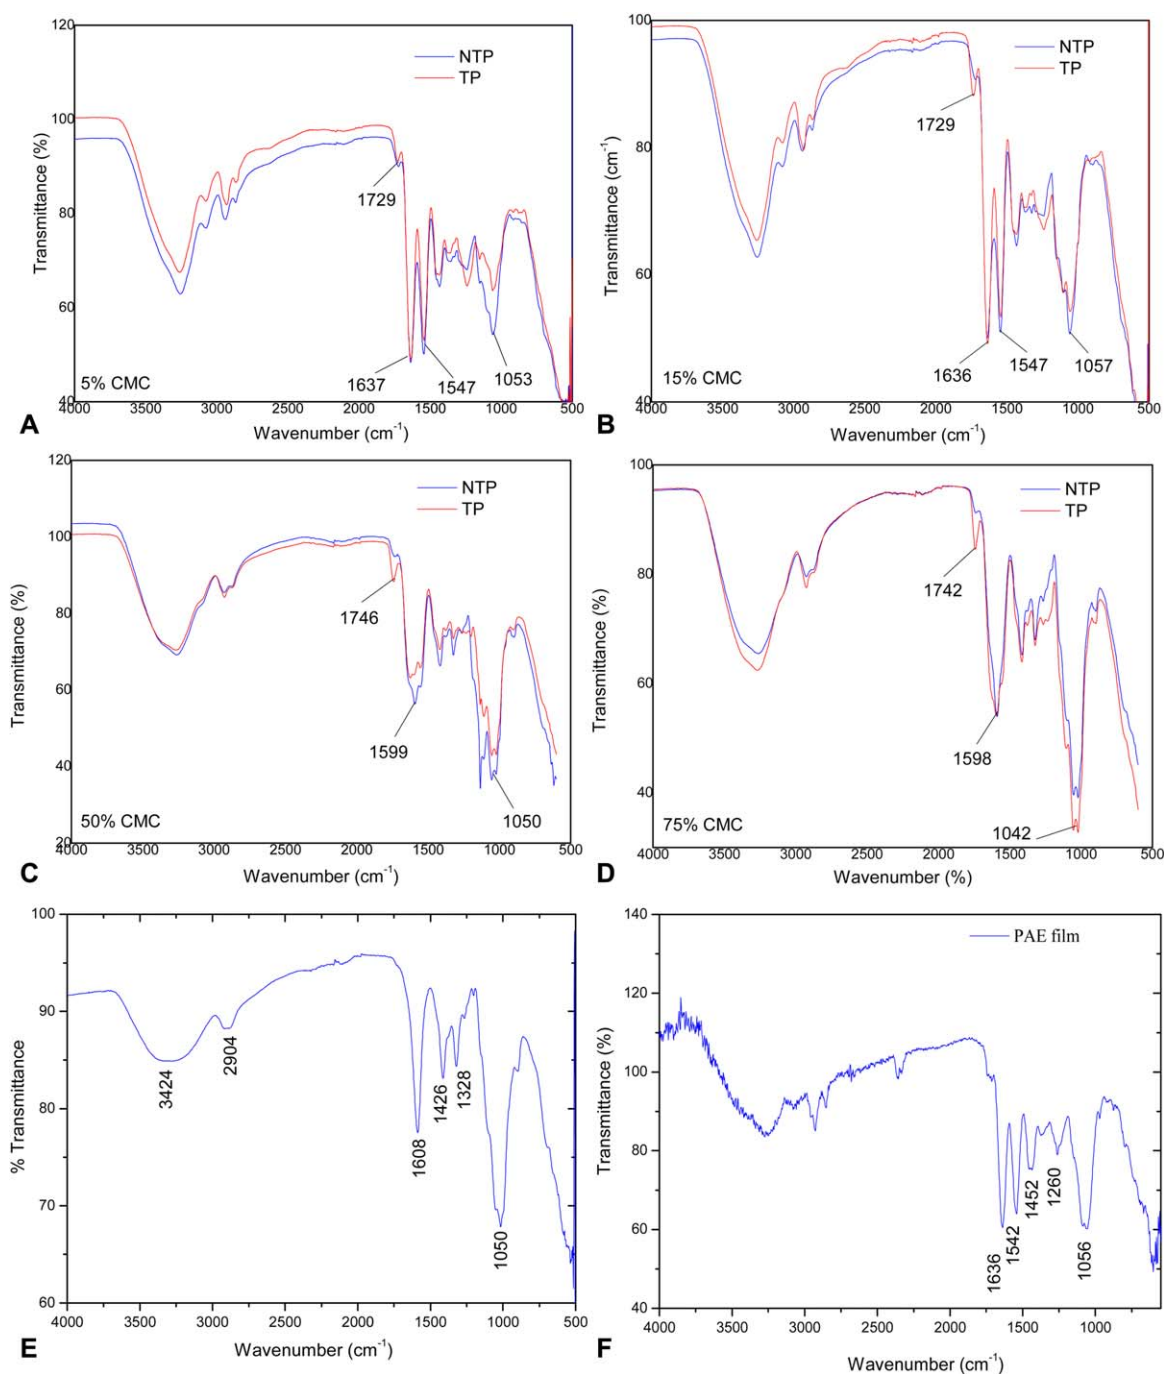 120
100
80
60
40
Transmittance (%)
NTP
TP
1729
1637
1547
1053
5% CMC
4000 3500 3000 2500 2000 1500 1000 500
A
Wavenumber (cm⁻¹)
100
80
60
40
Transmittance (cm⁻¹)
NTP
TP
1729
1636
1547
1057
15% CMC
4000 3500 3000 2500 2000 1500 1000 500
B
Wavenumber (cm⁻¹)
120
100
80
60
40
20
Transmittance (%)
NTP
TP
1746
1599
1050
50% CMC
4000 3500 3000 2500 2000 1500 1000 500
C
Wavenumber (cm⁻¹)
100
80
60
40
Transmittance (%)
NTP
TP
1742
1598
1042
75% CMC
4000 3500 3000 2500 2000 1500 1000 500
D
Wavenumber (%)
100
90
80
70
60
% Transmittance
3424
2904
1608
1426
1328
1050
4000 3500 3000 2500 2000 1500 1000 500
E
Wavenumber (cm⁻¹)
140
120
100
80
60
40
Transmittance (%)
PAE film
1636
1542
1452
1260
1056
4000 3500 3000 2500 2000 1500 1000
F
Wavenumber (cm⁻¹)